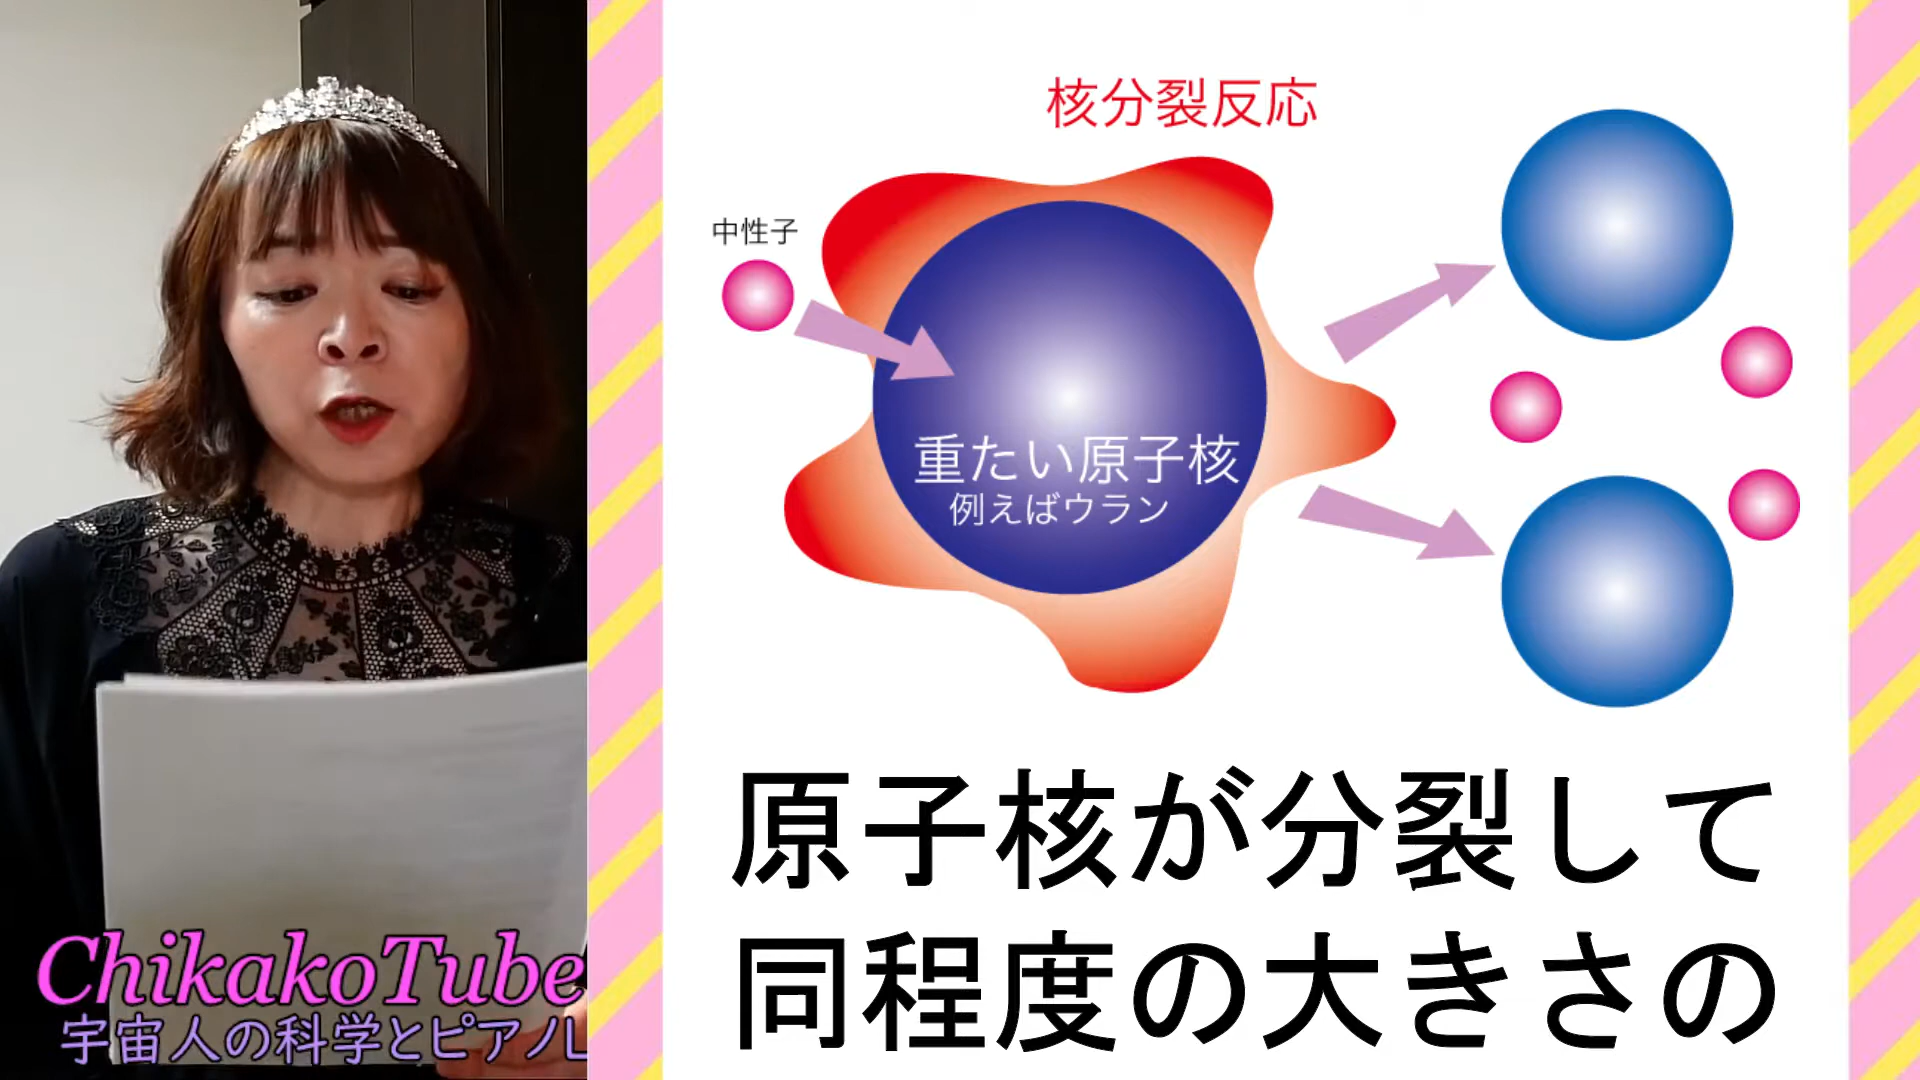 核分裂反応
中性子
重たい原子核
例えばウラン
原子核が分裂して
同程度の大きさの
ChikakoTube
宇宙人の科学とピアノ